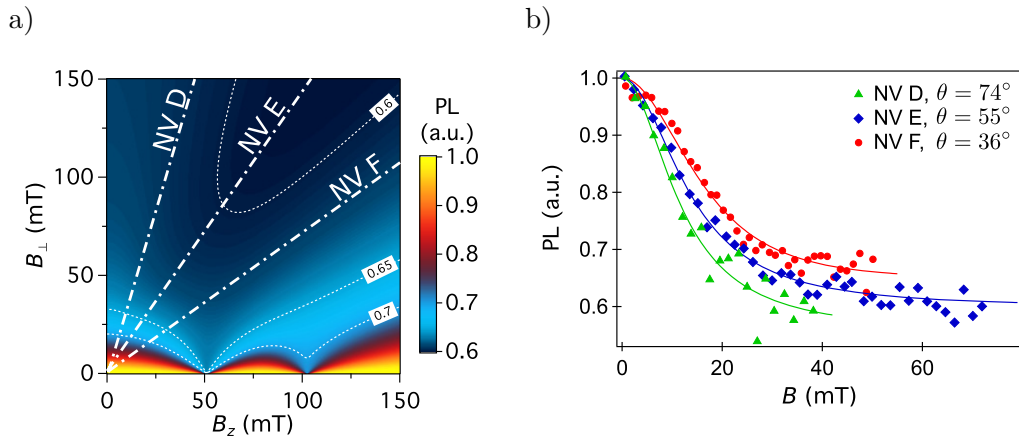 a)
b)
150
100
50
0
B⊥ (mT)
NV D
NV E
NV F
0.6
0.65
0.7
0
50
100
150
B_z (mT)
PL
(a.u.)
1.0
0.9
0.8
0.7
0.6
1.0
0.9
0.8
0.7
0.6
PL (a.u.)
NV D, θ = 74°
NV E, θ = 55°
NV F, θ = 36°
0
20
40
60
B (mT)